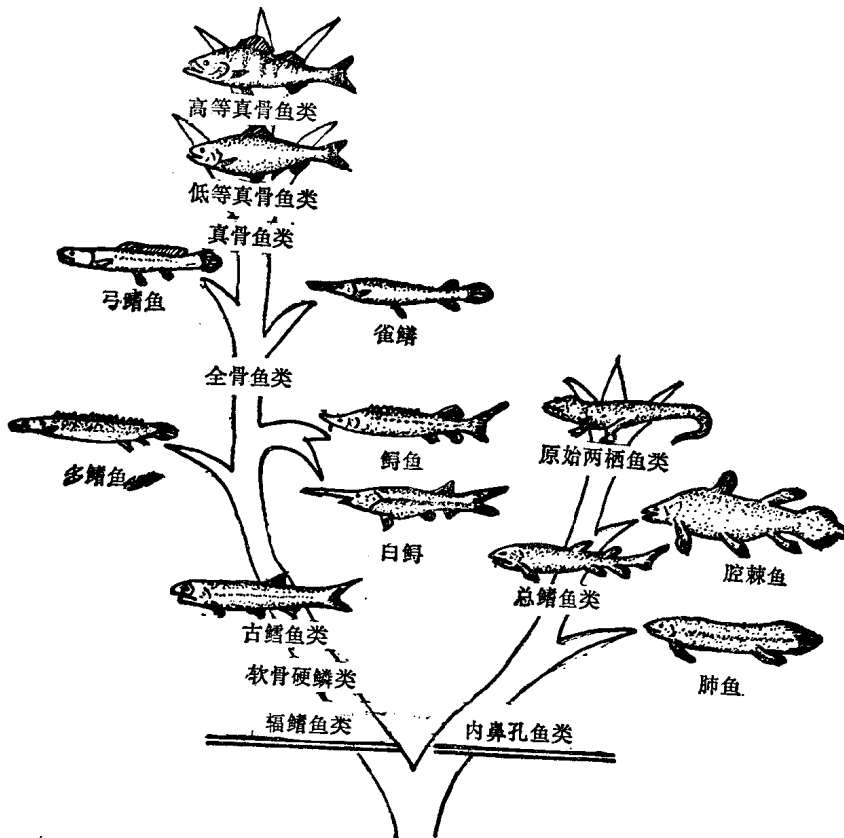 高等真骨鱼类
低等真骨鱼类
真骨鱼类
弓鳍鱼
雀鳝
全骨鱼类
鲟鱼
原始两栖鱼类
多鳍鱼
白鲟
腔棘鱼
总鳍鱼类
古鳕鱼类
软骨硬鳞类
肺鱼
辐鳍鱼类
内鼻孔鱼类